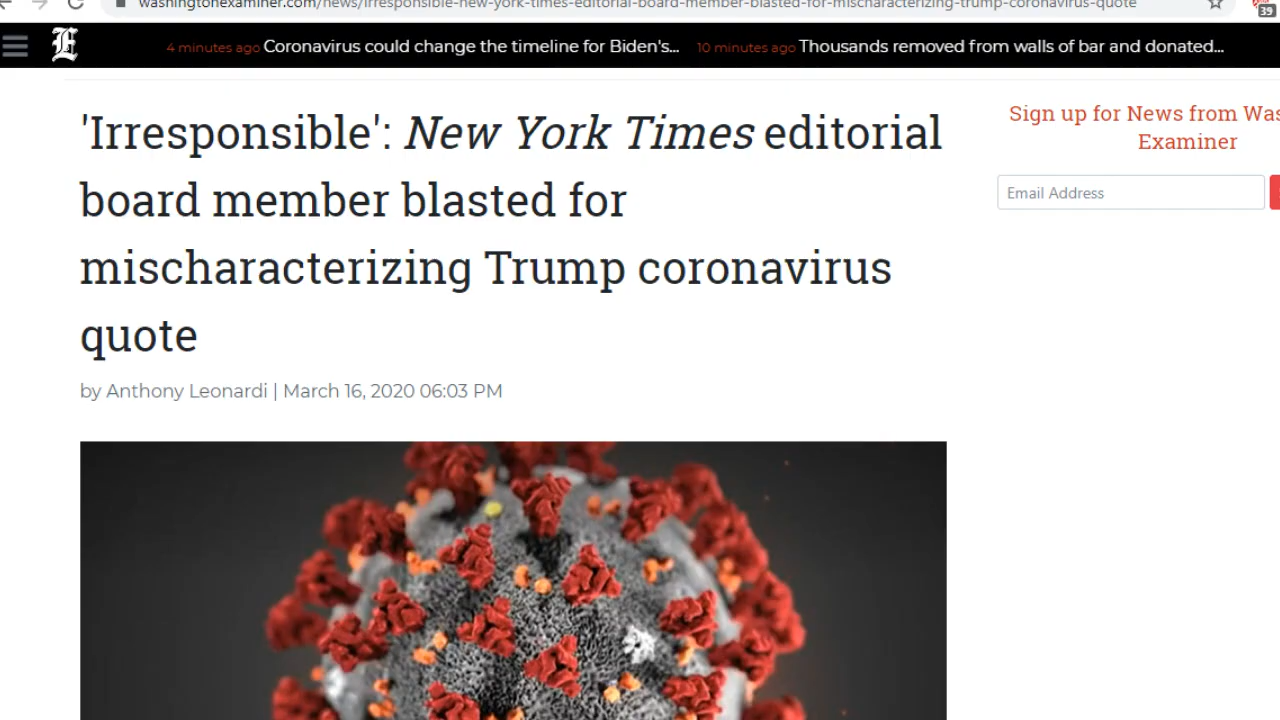 washingtonexaminer.com/news/irresponsible-new-york-times-editorial-board-member-blasted-for-mischaracterizing-trump-coronavirus-quote
39
E
4 minutes ago Coronavirus could change the timeline for Biden's... 10 minutes ago Thousands removed from walls of bar and donated...
'Irresponsible': New York Times editorial
board member blasted for
mischaracterizing Trump coronavirus
quote
by Anthony Leonardi | March 16, 2020 06:03 PM
Sign up for News from Was
Examiner
Email Address